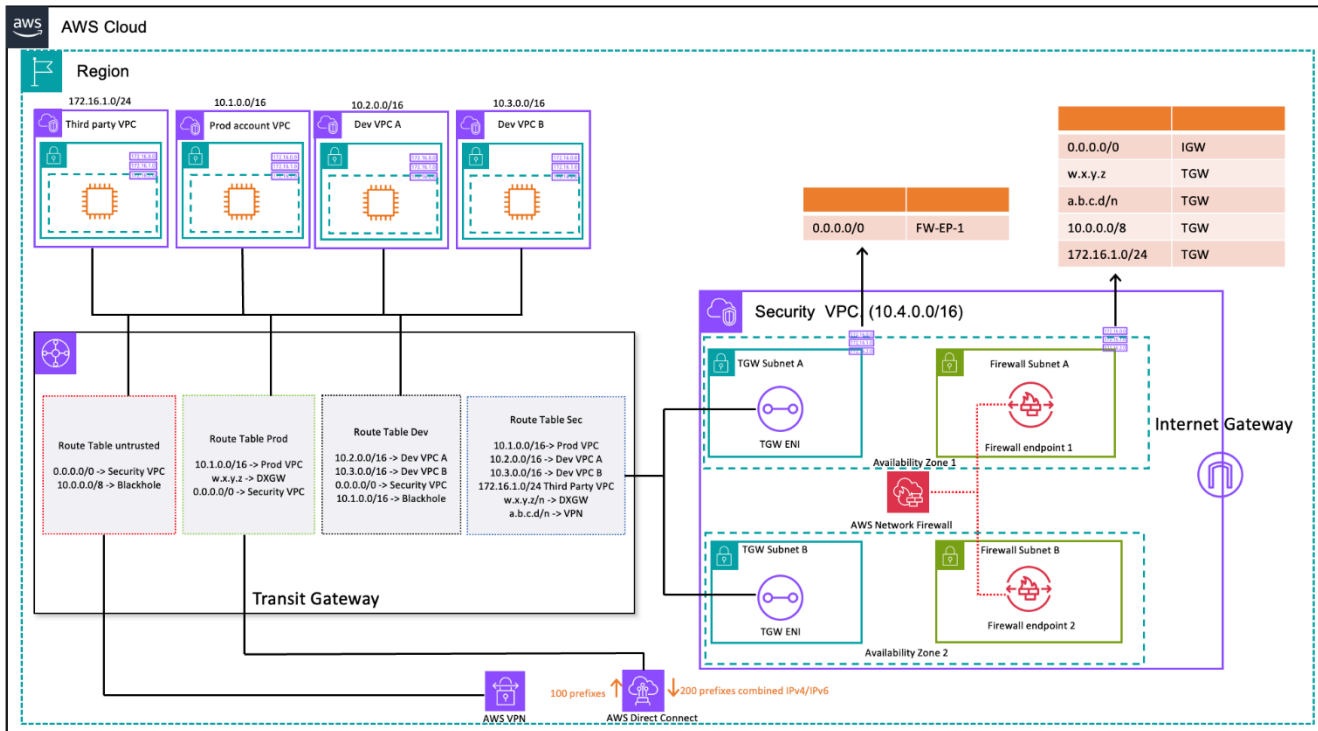 aws
AWS Cloud
Region
172.16.1.0/24
10.1.0.0/16
10.2.0.0/16
10.3.0.0/16
Third party VPC
Prod account VPC
Dev VPC A
Dev VPC B
0.0.0.0/0 IGW
w.x.y.z TGW
a.b.c.d/n TGW
10.0.0.0/8 TGW
172.16.1.0/24 TGW
0.0.0.0/0 FW-EP-1
Security VPC. (10.4.0.0/16)
TGW Subnet A
TGW ENI
Firewall Subnet A
Firewall endpoint 1
Availability Zone 1
Internet Gateway
AWS Network Firewall
TGW Subnet B
TGW ENI
Firewall Subnet B
Firewall endpoint 2
Availability Zone 2
Route Table untrusted
0.0.0.0/0 -> Security VPC
10.0.0.0/8 -> Blackhole
Route Table Prod
10.1.0.0/16 -> Prod VPC
w.x.y.z -> DXGW
0.0.0.0/0 -> Security VPC
Route Table Dev
10.2.0.0/16 -> Dev VPC A
10.3.0.0/16 -> Dev VPC B
0.0.0.0/0 -> Security VPC
10.1.0.0/16 -> Blackhole
Route Table Sec
10.1.0.0/16-> Prod VPC
10.2.0.0/16 -> Dev VPC A
10.3.0.0/16 -> Dev VPC B
172.16.1.0/24 Third Party VPC
w.x.y.z/n -> DXGW
a.b.c.d/n -> VPN
Transit Gateway
AWS VPN
100 prefixes
200 prefixes combined IPv4/IPv6
AWS Direct Connect